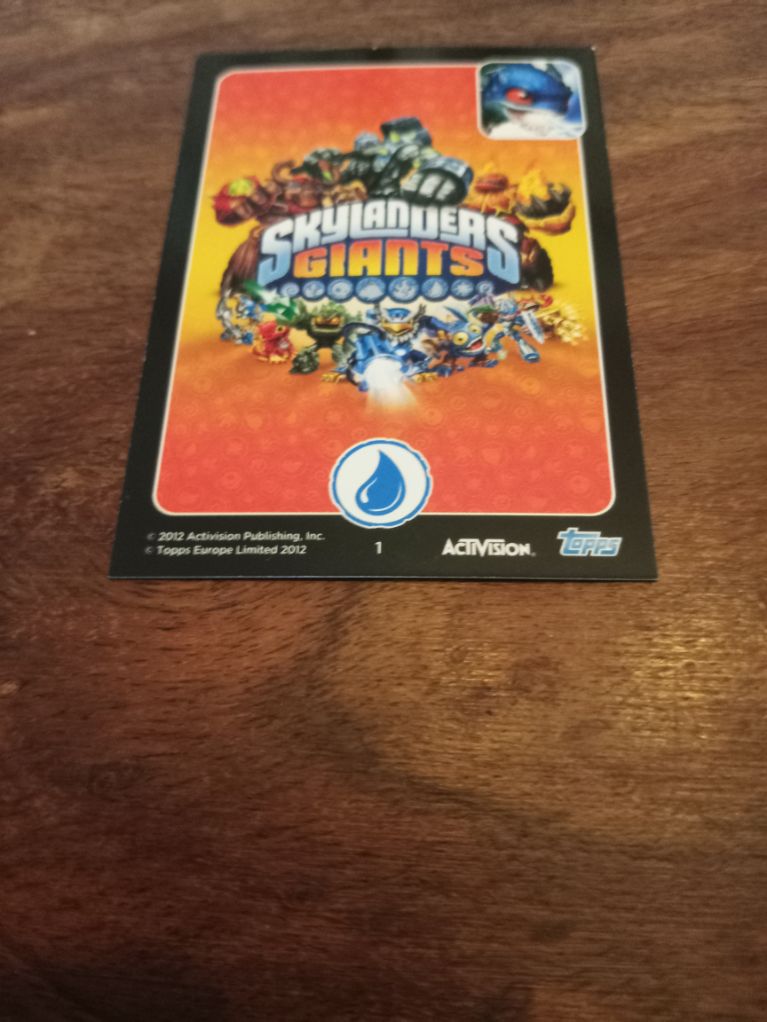 SKYLANDERS
GIANTS
© 2012 Activision Publishing, Inc.
© Topps Europe Limited 2012
1
ACTIVISION.
topps